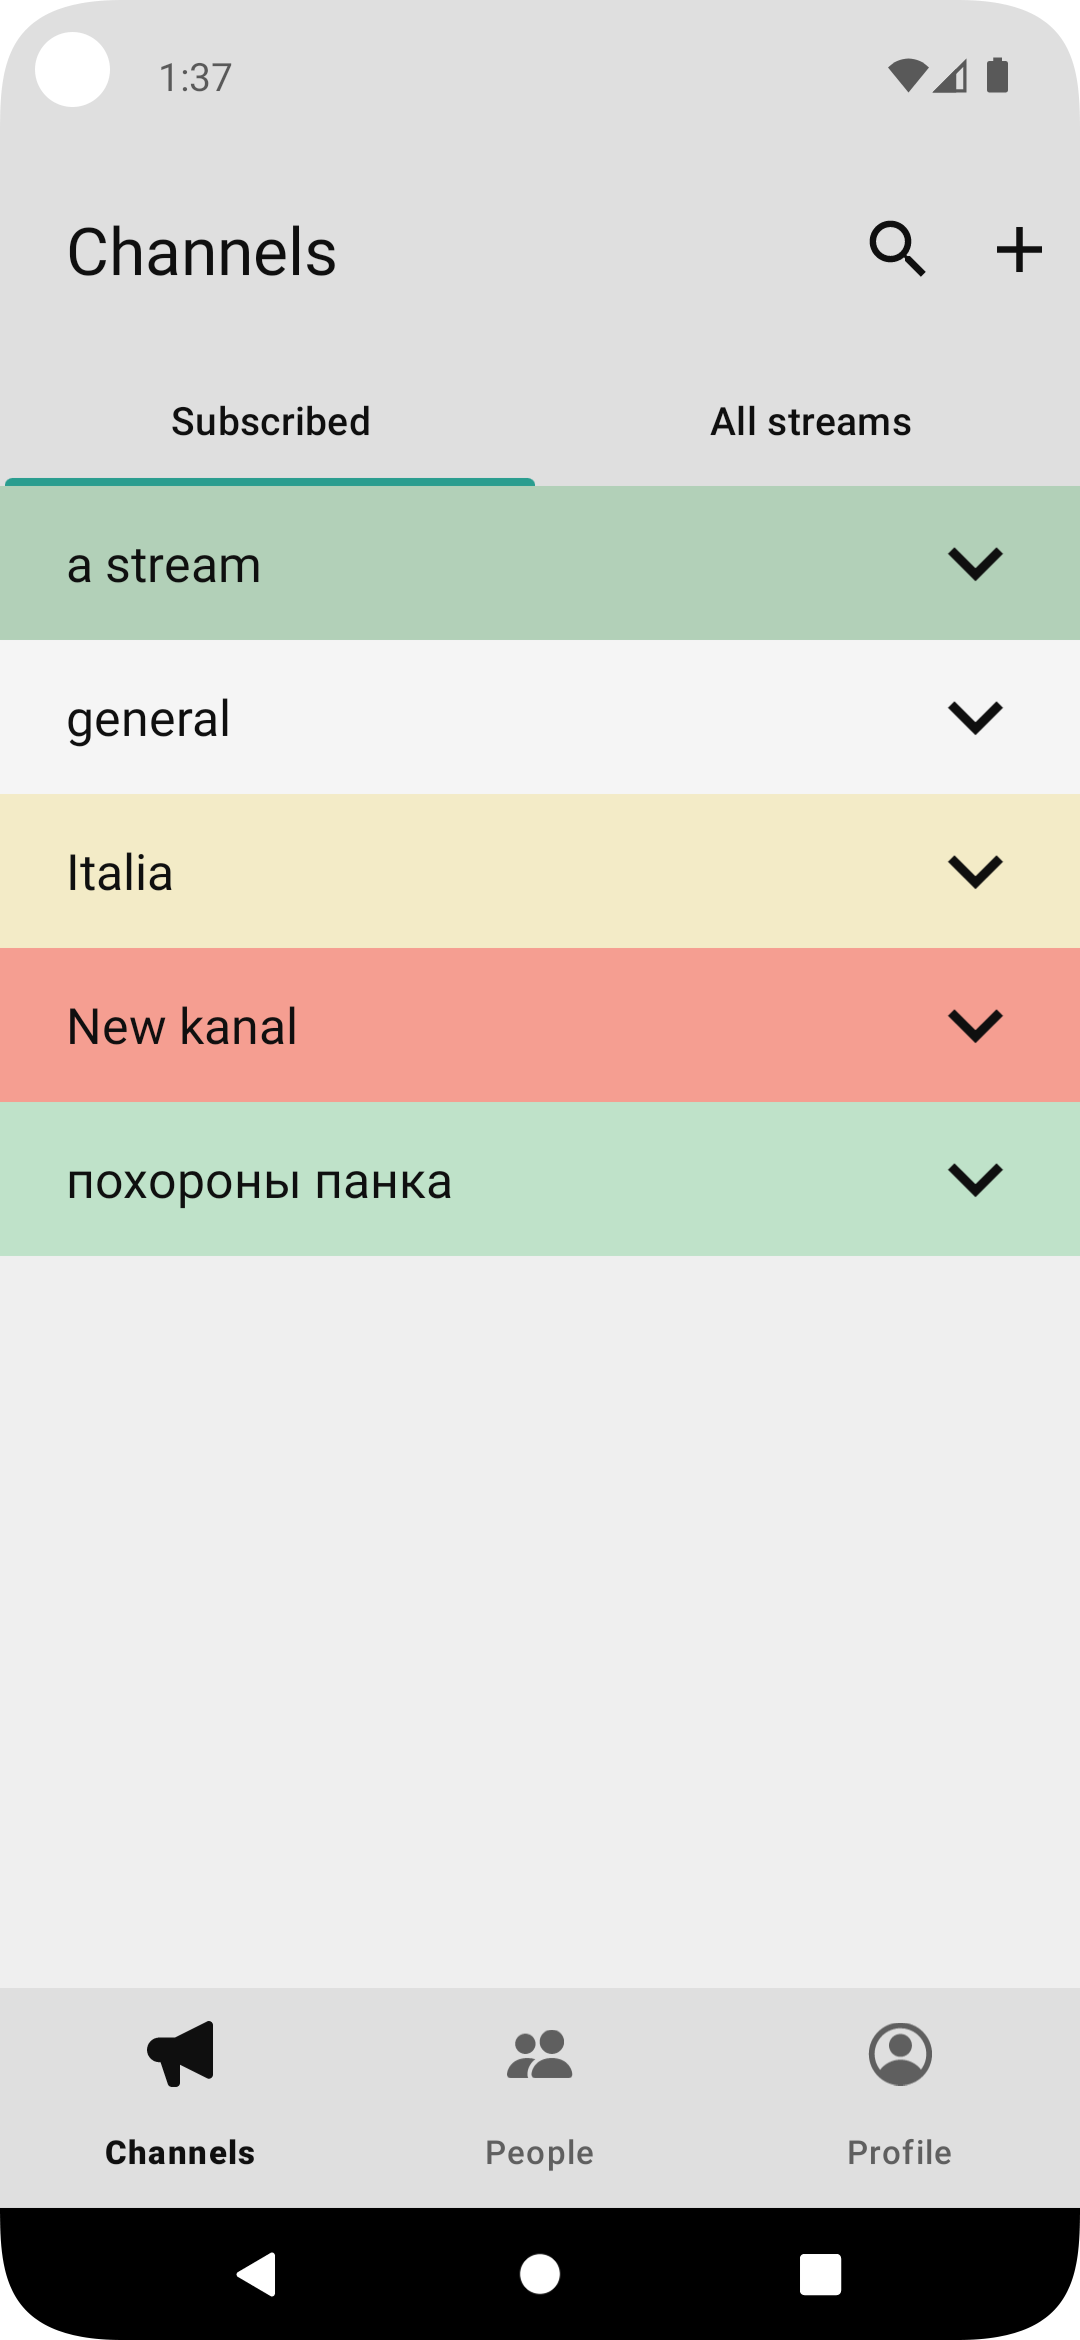 1:37
Channels
Subscribed
All streams
a stream
general
Italia
New kanal
похороны панка
Channels
People
Profile